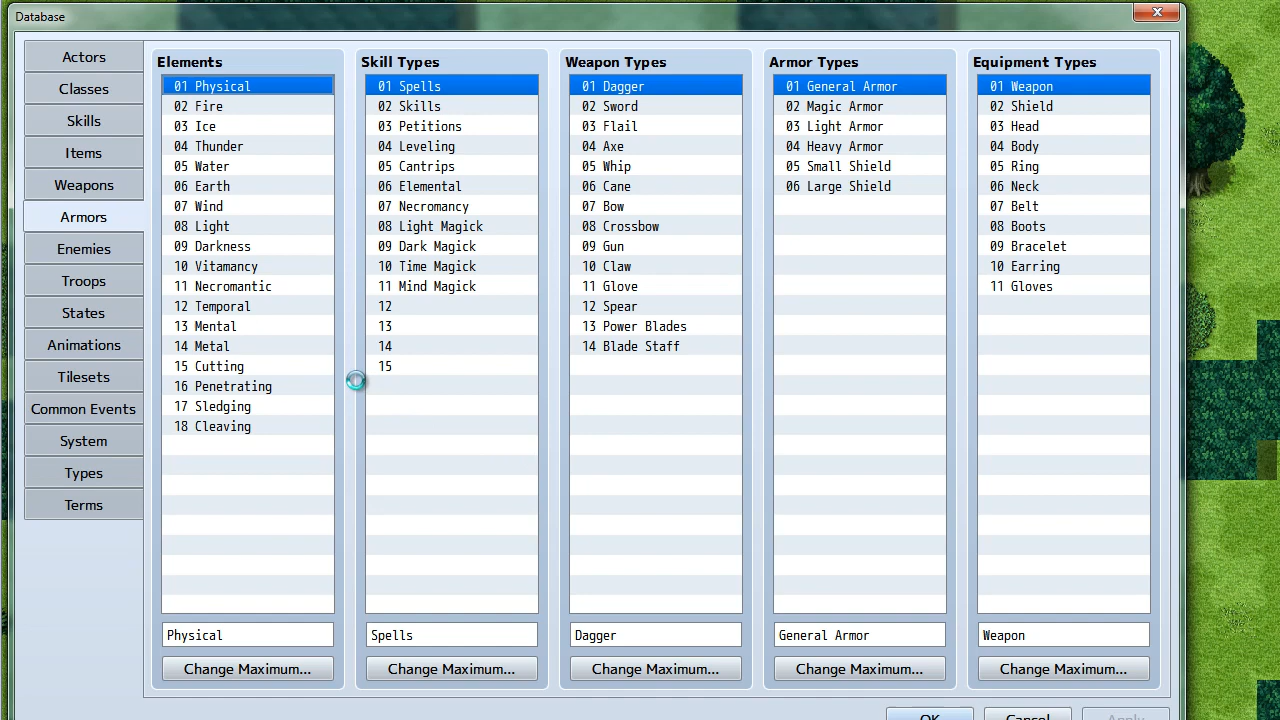 Database
Actors
Classes
Skills
Items
Weapons
Armors
Enemies
Troops
States
Animations
Tilesets
Common Events
System
Types
Terms
Elements
01 Physical
02 Fire
03 Ice
04 Thunder
05 Water
06 Earth
07 Wind
08 Light
09 Darkness
10 Vitamancy
11 Necromantic
12 Temporal
13 Mental
14 Metal
15 Cutting
16 Penetrating
17 Sledging
18 Cleaving
Physical
Change Maximum...
Skill Types
01 Spells
02 Skills
03 Petitions
04 Leveling
05 Cantrips
06 Elemental
07 Necromancy
08 Light Magick
09 Dark Magick
10 Time Magick
11 Mind Magick
12
13
14
15
Spells
Change Maximum...
Weapon Types
01 Dagger
02 Sword
03 Flail
04 Axe
05 Whip
06 Cane
07 Bow
08 Crossbow
09 Gun
10 Claw
11 Glove
12 Spear
13 Power Blades
14 Blade Staff
Dagger
Change Maximum...
Armor Types
01 General Armor
02 Magic Armor
03 Light Armor
04 Heavy Armor
05 Small Shield
06 Large Shield
General Armor
Change Maximum...
Equipment Types
01 Weapon
02 Shield
03 Head
04 Body
05 Ring
06 Neck
07 Belt
08 Boots
09 Bracelet
10 Earring
11 Gloves
Weapon
Change Maximum...
OK
Cancel
Apply